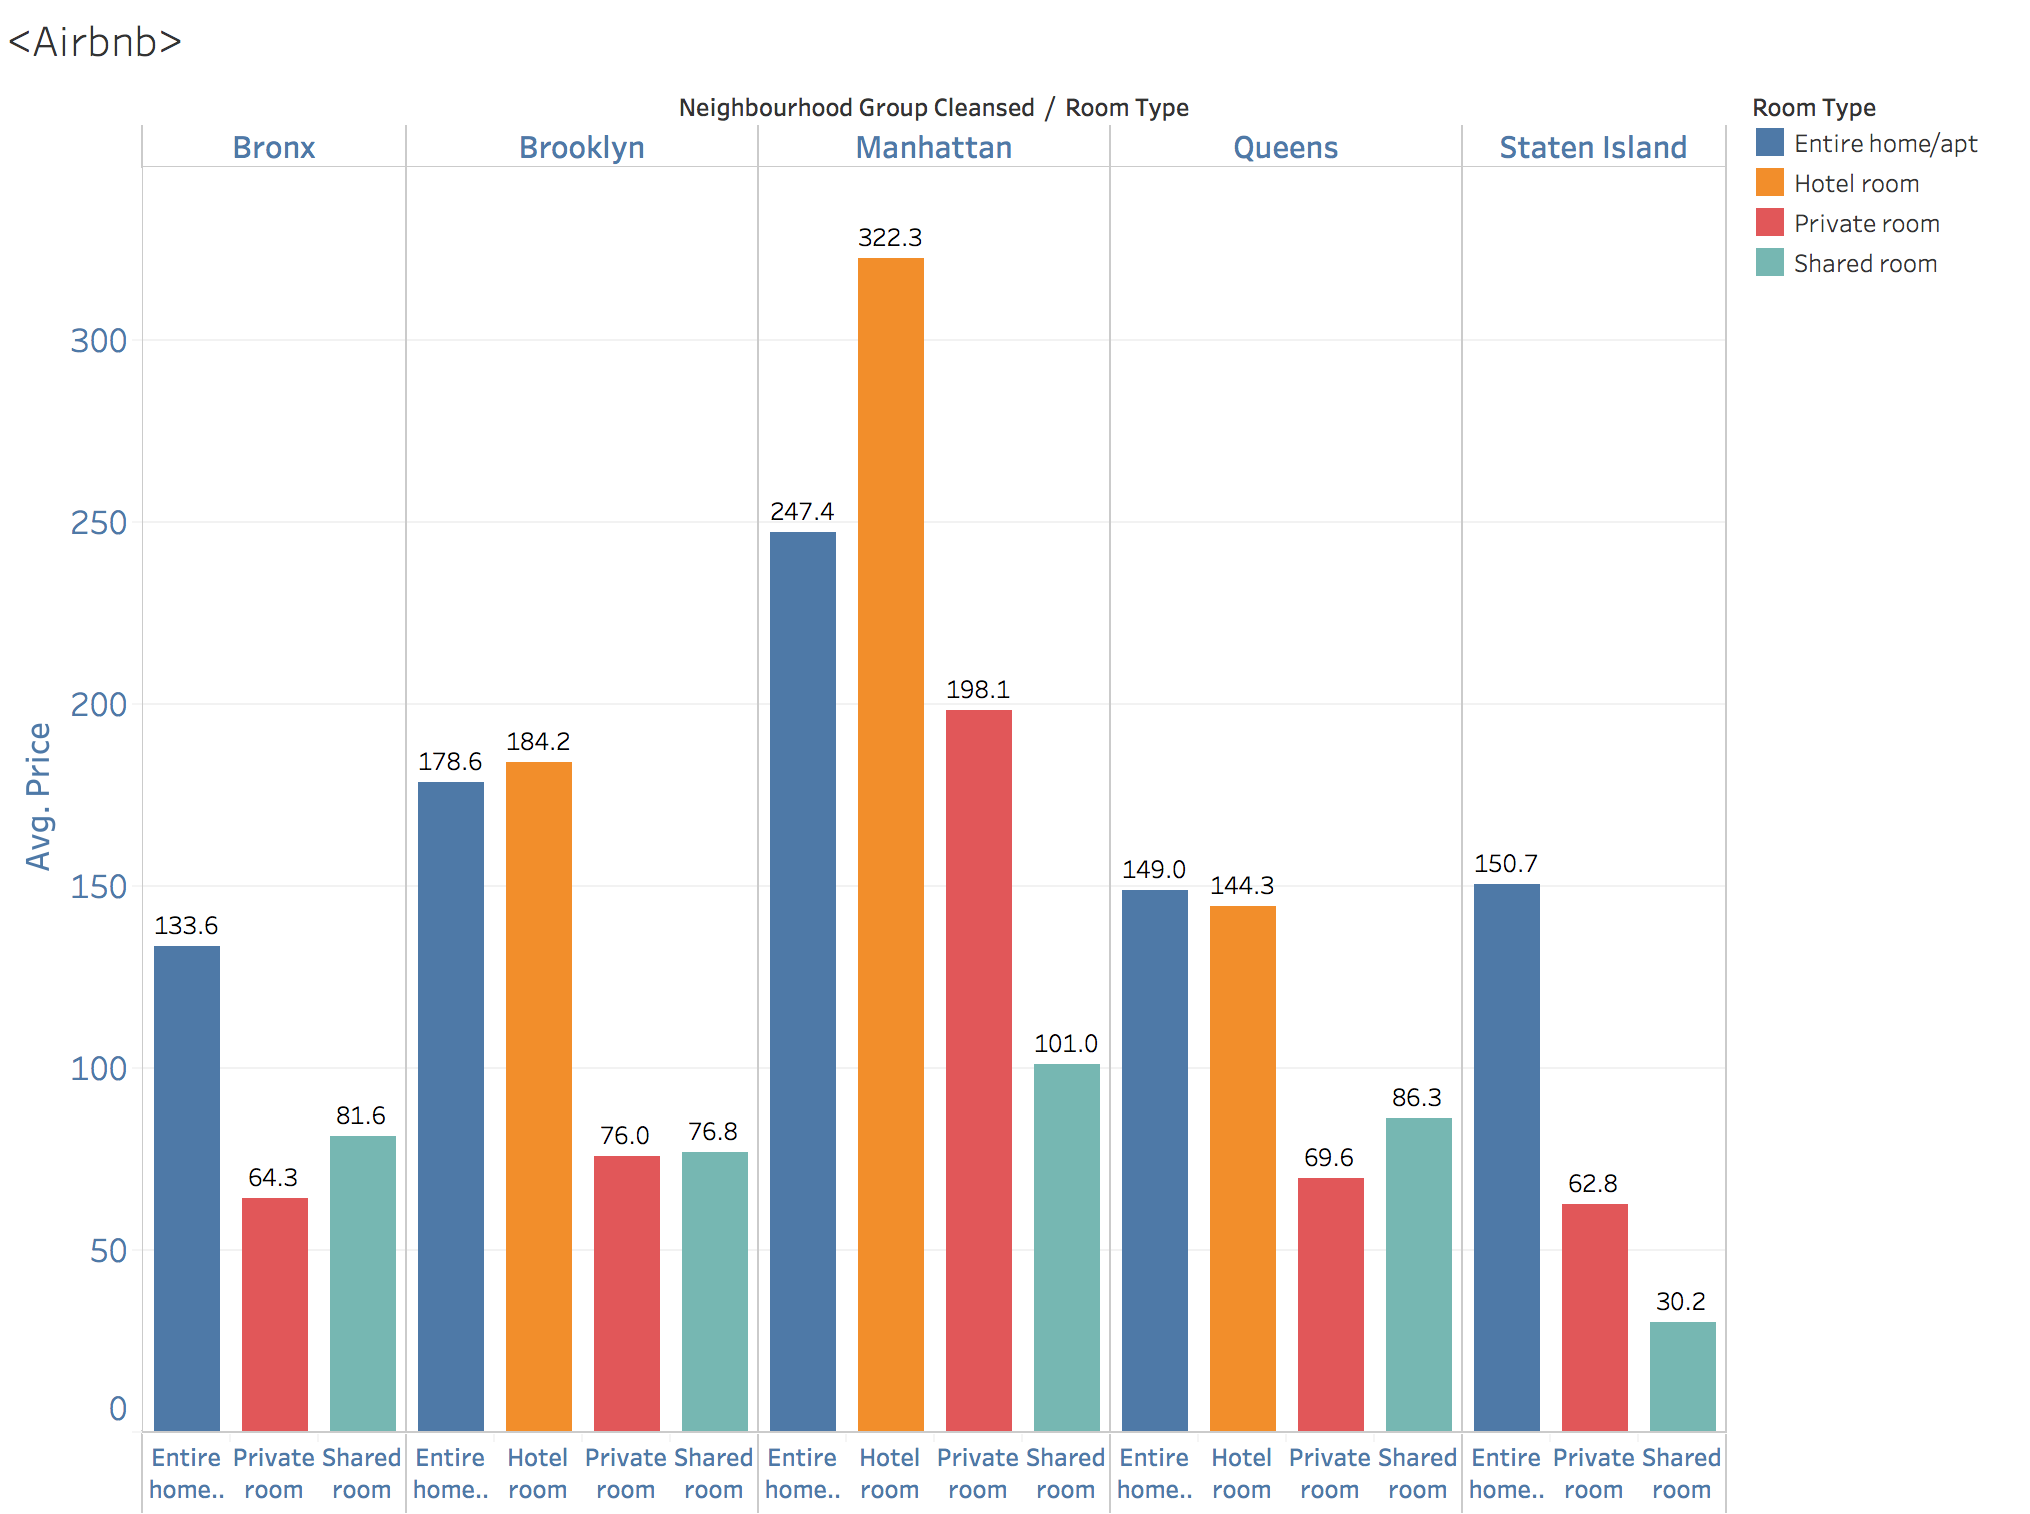 <Airbnb>
Neighbourhood Group Cleansed / Room Type
Bronx
Brooklyn
Manhattan
Queens
Staten Island
Room Type
Entire home/apt
Hotel room
Private room
Shared room
Avg. Price
300
250
200
150
100
50
0
133.6
64.3
81.6
178.6
184.2
76.0
76.8
247.4
322.3
198.1
101.0
149.0
144.3
69.6
86.3
150.7
62.8
30.2
Entire
home..
Private
room
Shared
room
Entire
home..
Hotel
room
Private
room
Shared
room
Entire
home..
Hotel
room
Private
room
Shared
room
Entire
home..
Hotel
room
Private
room
Shared
room
Entire
home..
Private
room
Shared
room